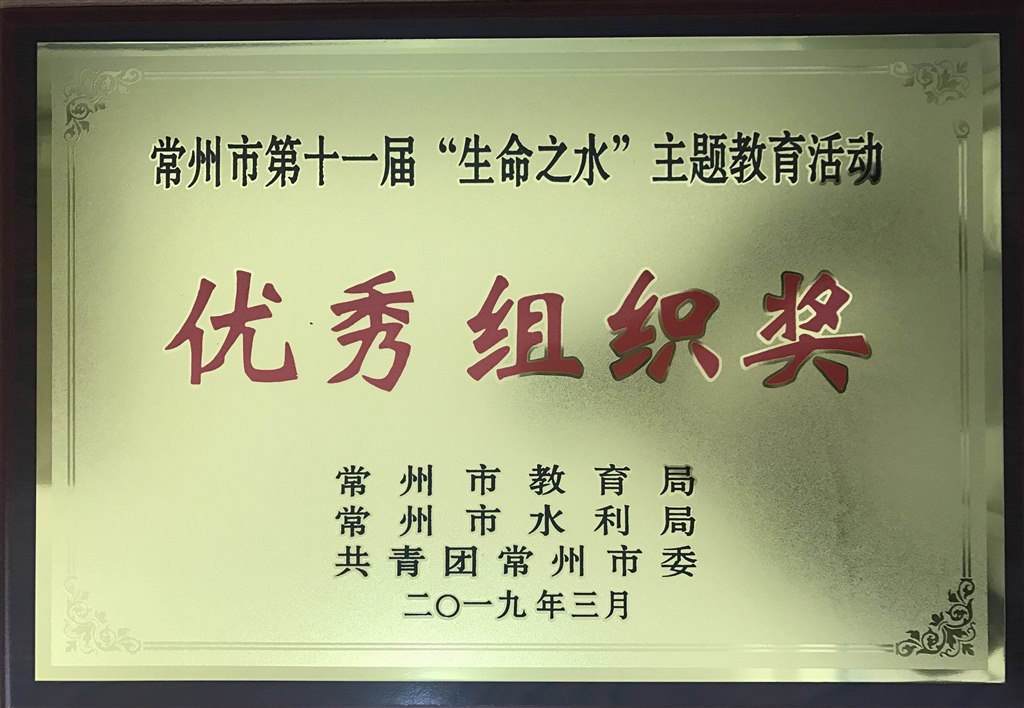 常州市第十一届“生命之水”主题教育活动
优秀组织奖
常州市教育局
常州市水利局
共青团常州市委
二〇一九年三月